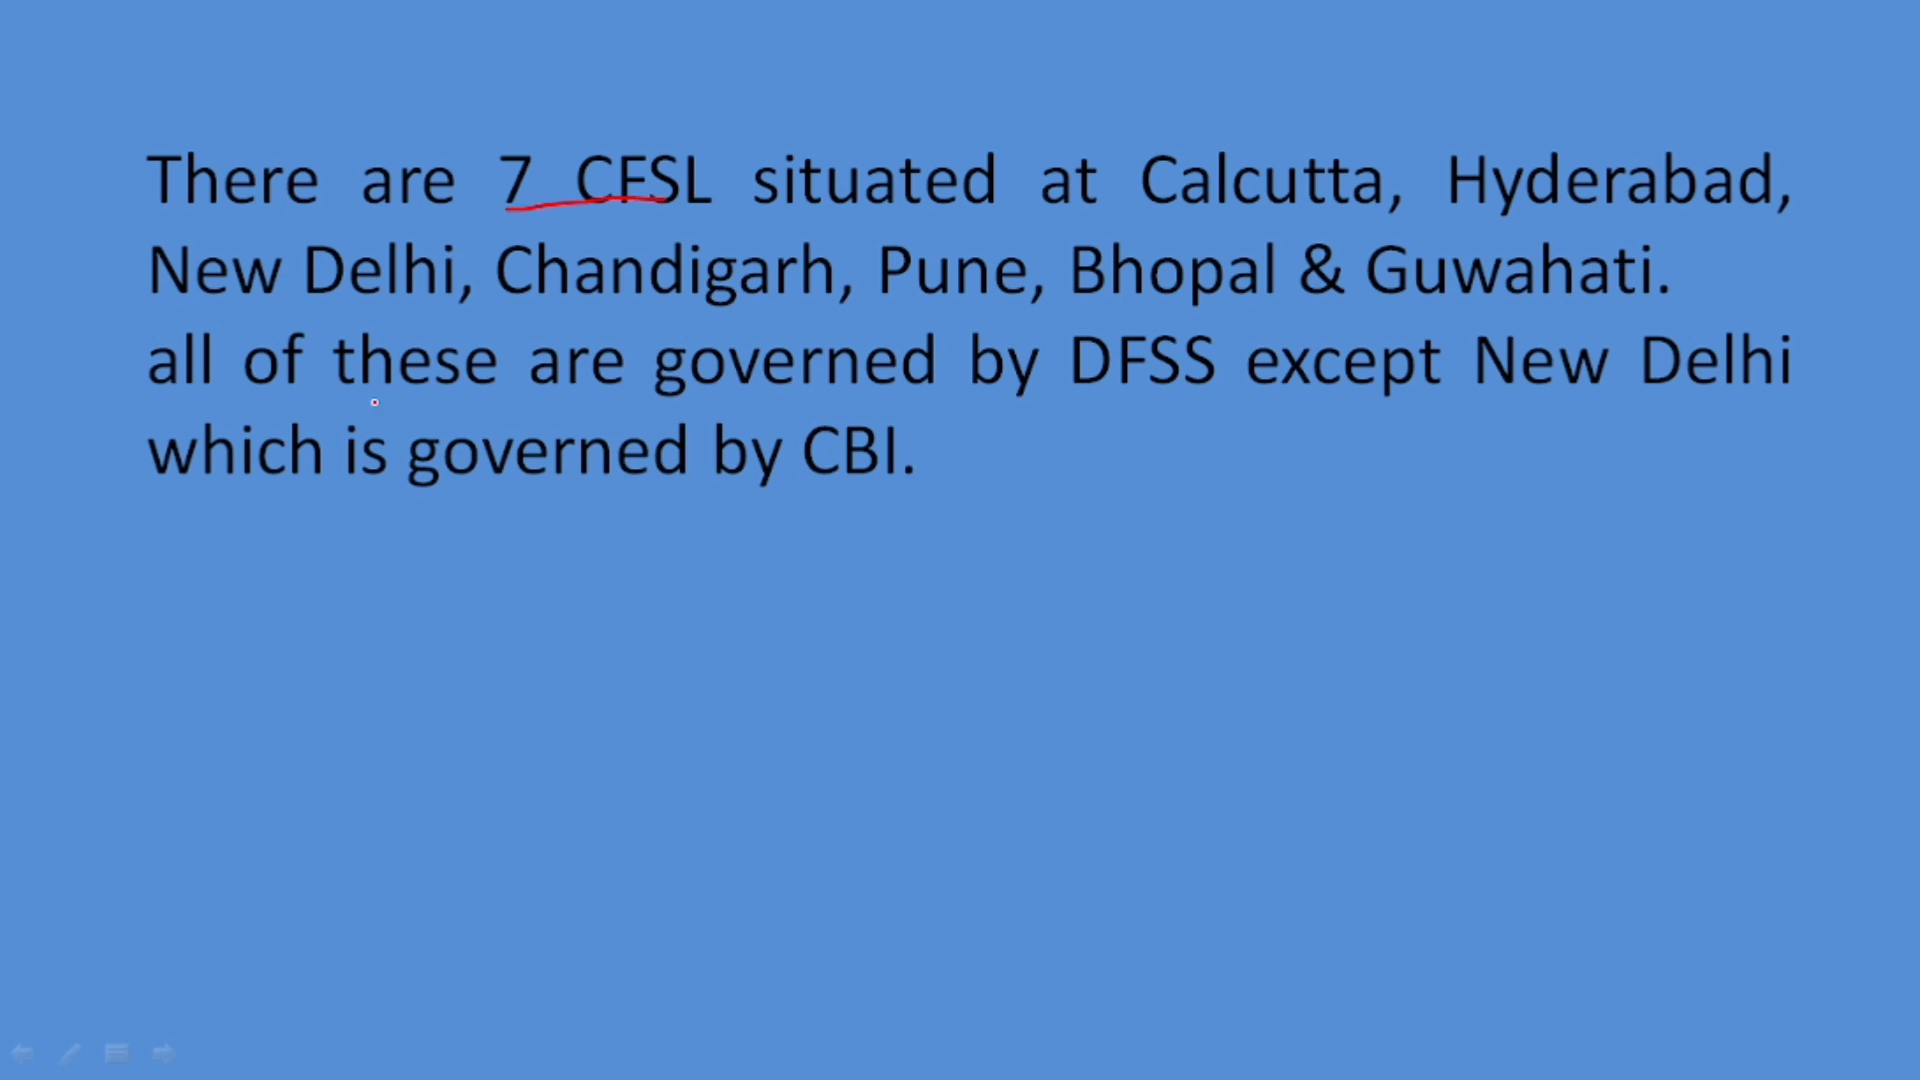 There are 7 CFSL situated at Calcutta, Hyderabad,
New Delhi, Chandigarh, Pune, Bhopal & Guwahati.
all of these are governed by DFSS except New Delhi
which is governed by CBI.